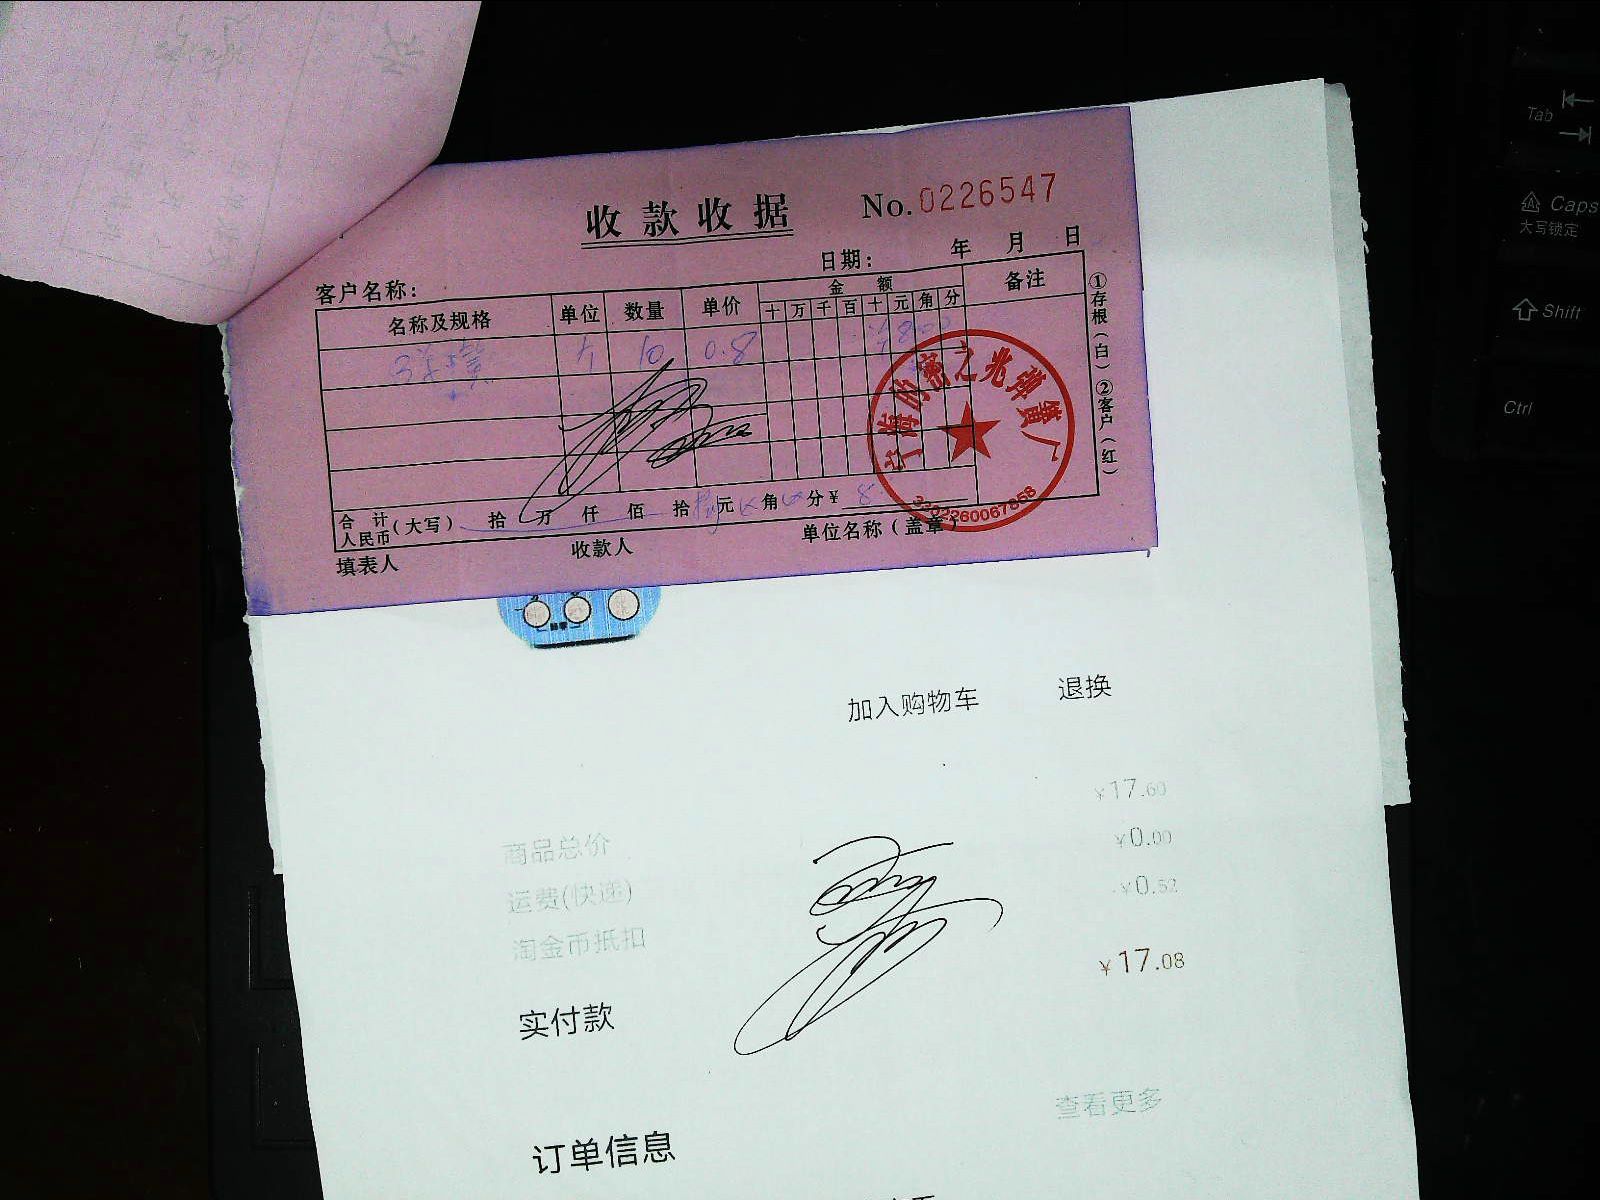 收款收据 No.0226547
日期: 年 月 日
客户名称:
名称及规格 单位 数量 单价 金额 备注
十 万 千 百 十 元 角 分
0.8
合计 人民币 (大写) 拾 万 仟 佰 拾 元 角 分 ¥ 8.
填表人 收款人 单位名称(盖章)
①存根(白)②客户(红)
之光弹簧厂
加入购物车 退换
商品总价 ¥17.60
运费(快递) ¥0.00
淘金币抵扣 -¥0.52
实付款 ¥17.08
查看更多
订单信息
Tab
Caps
大写锁定
Shift
Ctrl